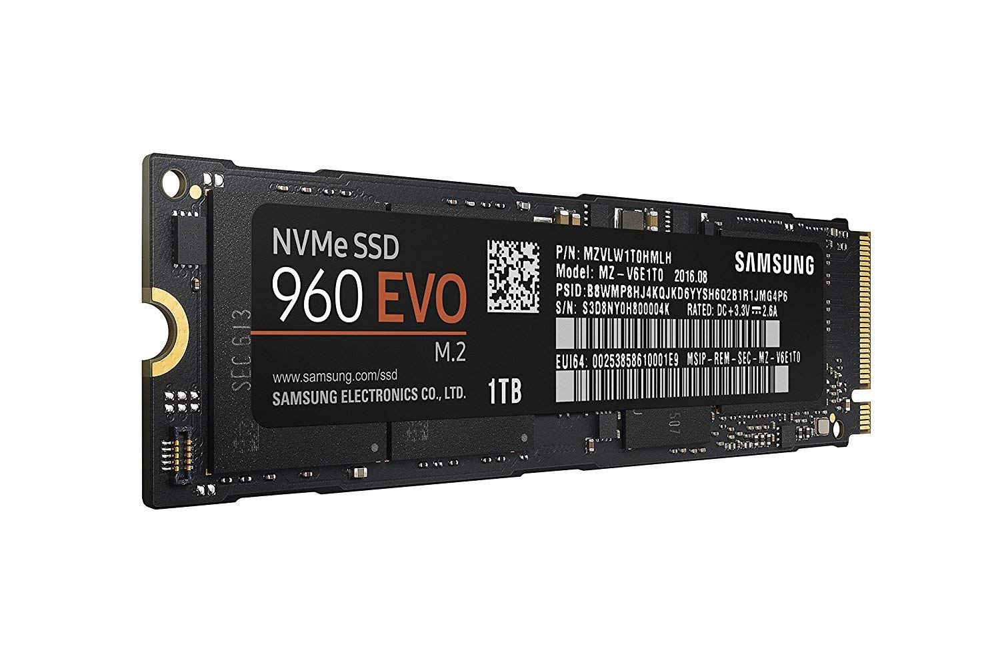 NVMe SSD
960 EVO
M.2
www.samsung.com/ssd
SAMSUNG ELECTRONICS CO., LTD.
1TB
P/N: MZVLW1T0HMLH
Model: MZ-V6E1T0 2016.08
PSID: B8WMP8HJ4KQJKD6YYSH6Q2B1R1JMG4P6
S/N: S3D8NY0H800004K RATED: DC+3.3V⎓2.6A
EUI64: 00253858610001E9 MSIP-REM-SEC-MZ-V6E1T0
SAMSUNG
SEC 613
507